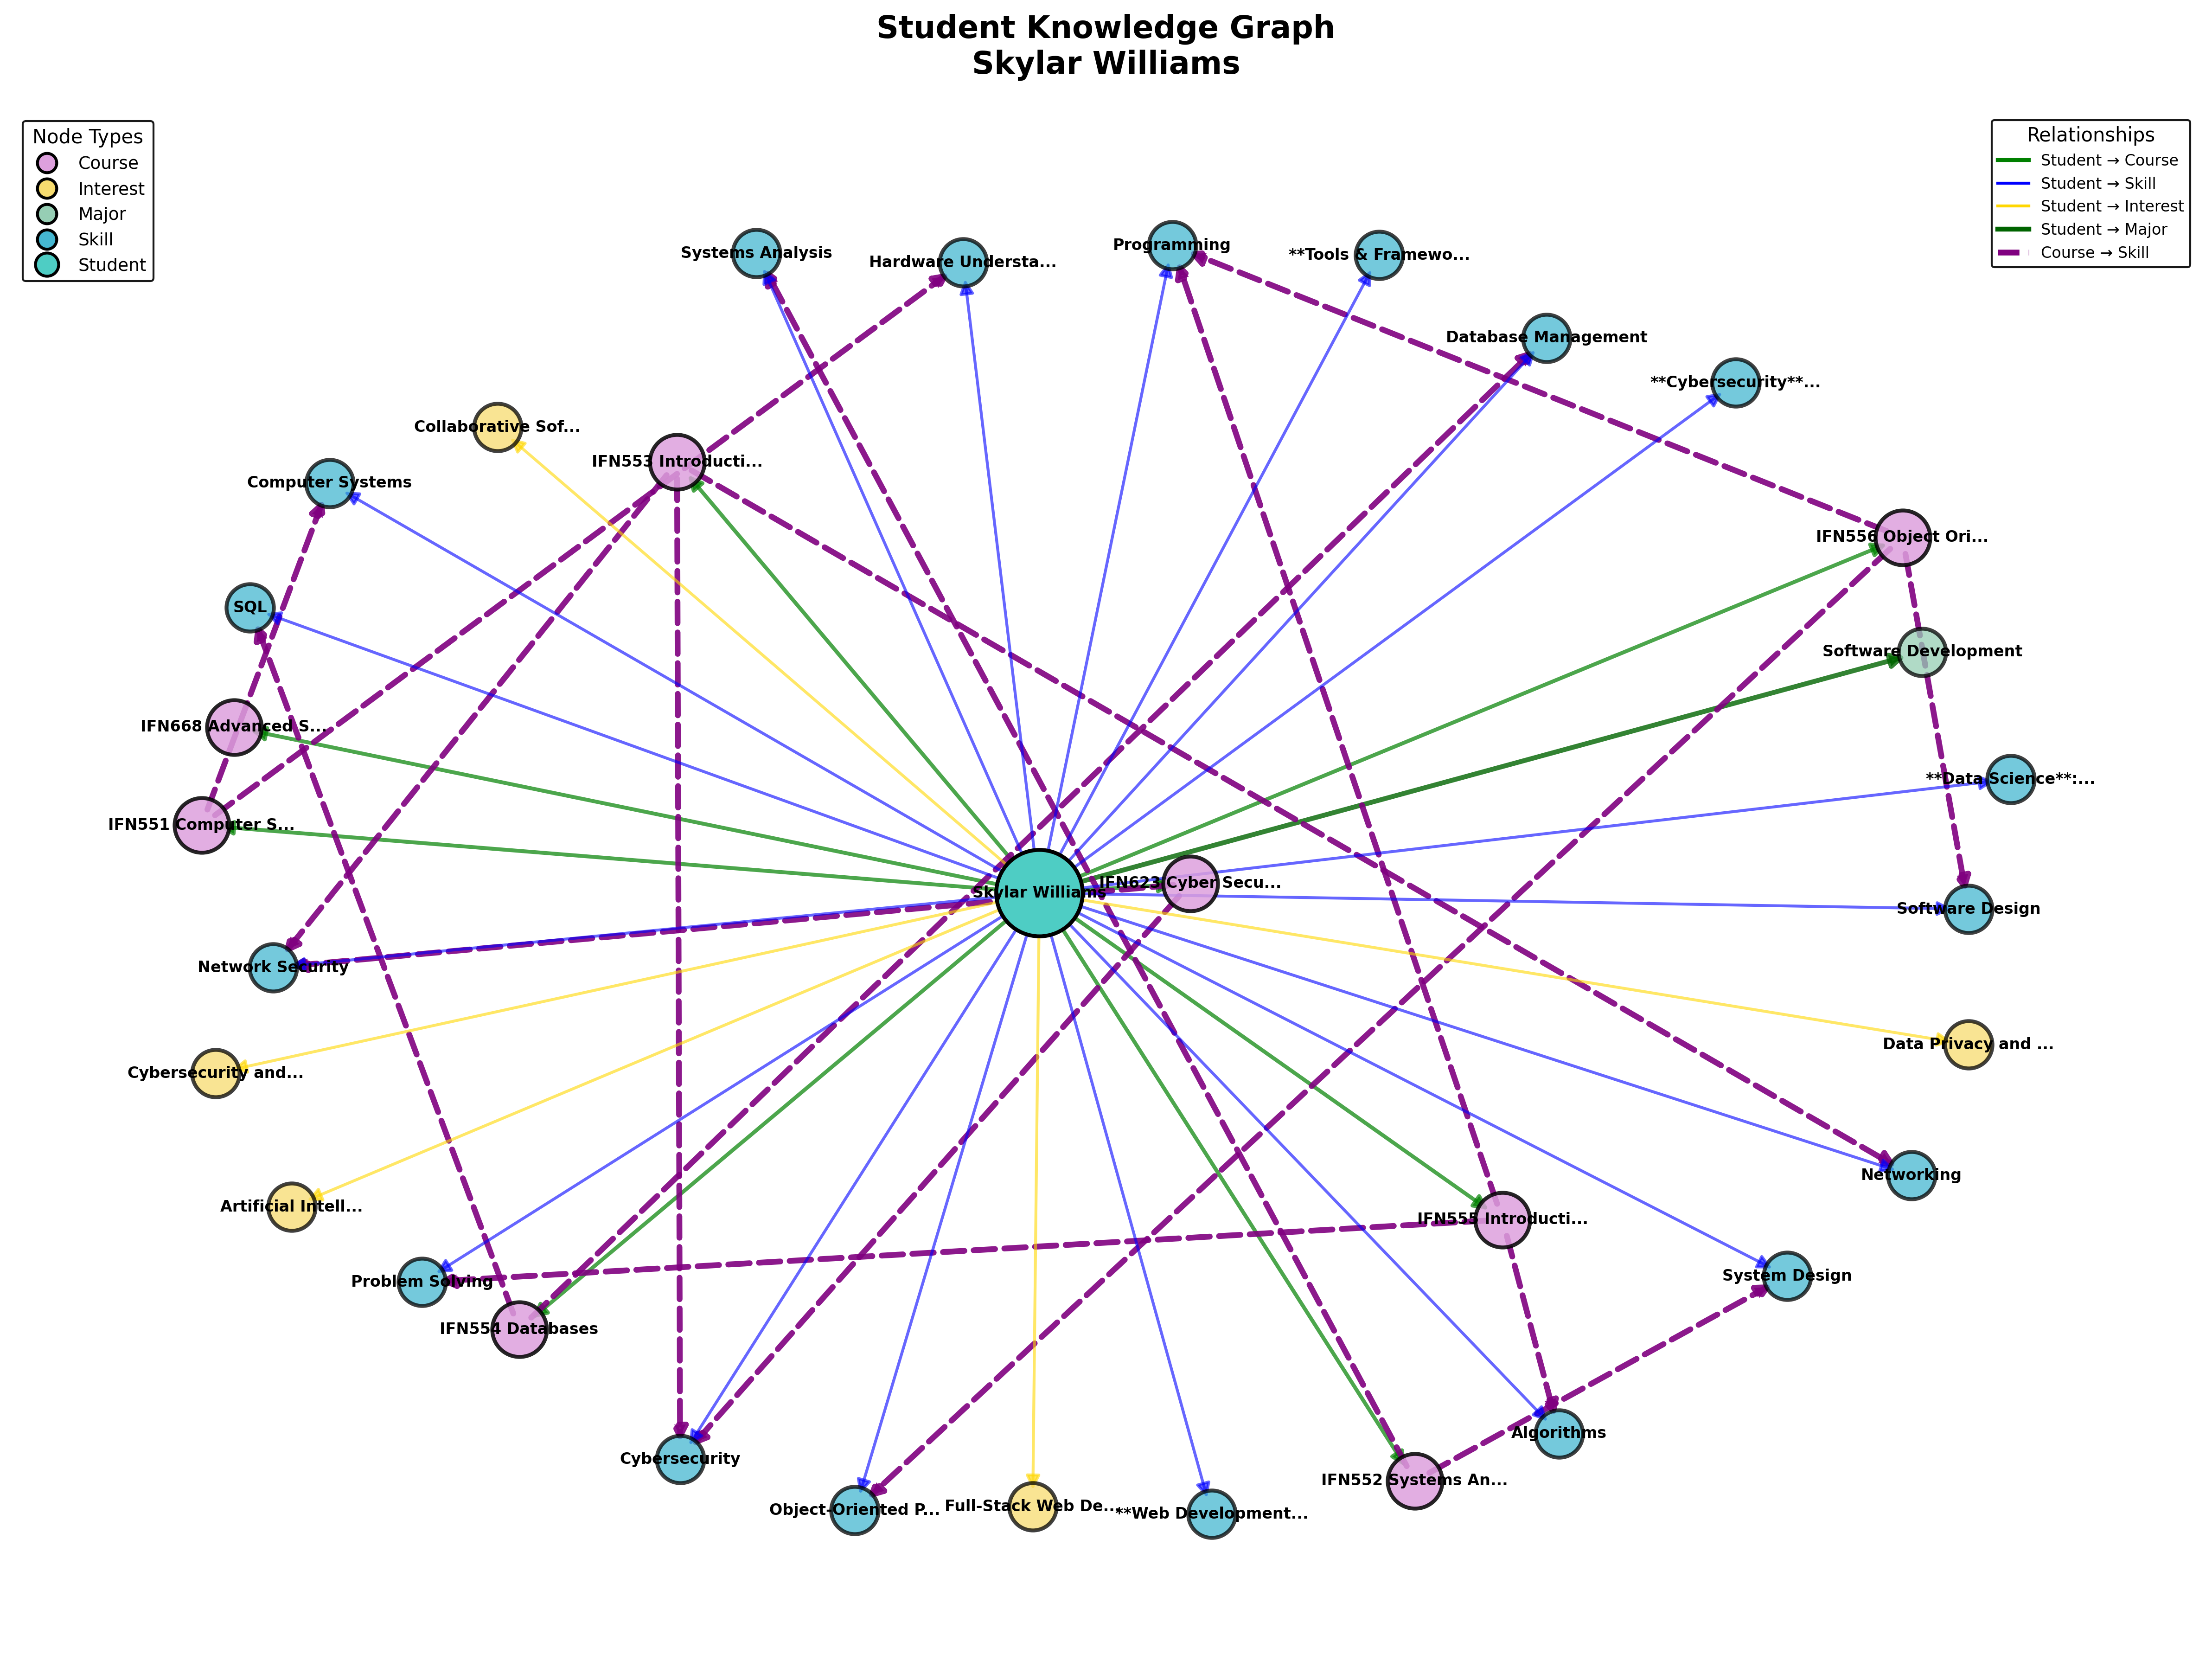 Student Knowledge Graph
Skylar Williams
Node Types
Course
Interest
Major
Skill
Student
Relationships
Student → Course
Student → Skill
Student → Interest
Student → Major
Course → Skill
Programming
Systems Analysis
**Tools & Framewo...
Hardware Understa...
Database Management
**Cybersecurity**...
Collaborative Sof...
IFN553 Introducti...
Computer Systems
IFN556 Object Ori...
SQL
Software Development
IFN668 Advanced S...
**Data Science**:...
IFN551 Computer S...
IFN623 Cyber Secu...
Skylar Williams
Software Design
Network Security
Data Privacy and ...
Cybersecurity and...
Networking
Artificial Intell...
IFN555 Introducti...
System Design
Problem Solving
IFN554 Databases
Algorithms
Cybersecurity
IFN552 Systems An...
Full-Stack Web De...
Object-Oriented P...
**Web Development...